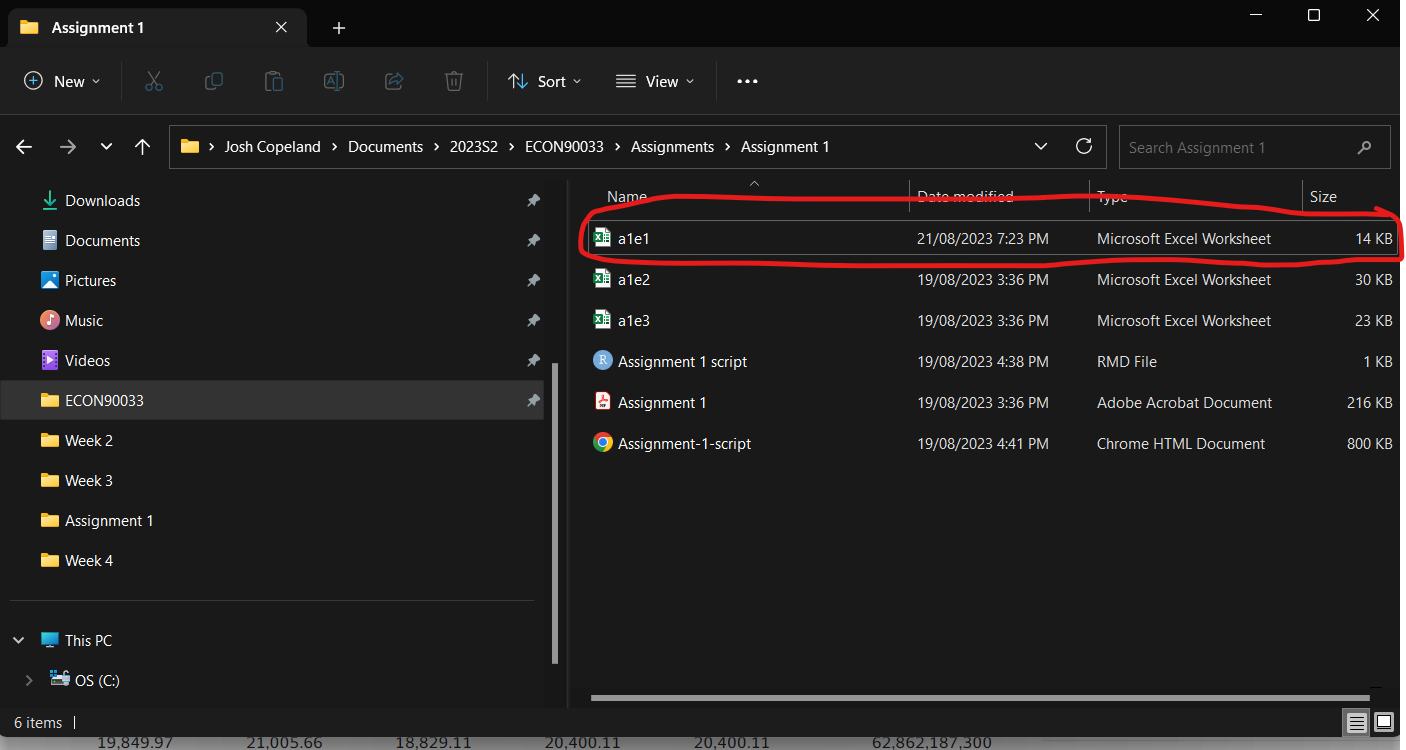 Assignment 1
New
Sort
View
Josh Copeland > Documents > 2023S2 > ECON90033 > Assignments > Assignment 1
Search Assignment 1
Downloads
Documents
Pictures
Music
Videos
ECON90033
Week 2
Week 3
Assignment 1
Week 4
This PC
OS (C:)
Name Date modified Type Size
a1e1 21/08/2023 7:23 PM Microsoft Excel Worksheet 14 KB
a1e2 19/08/2023 3:36 PM Microsoft Excel Worksheet 30 KB
a1e3 19/08/2023 3:36 PM Microsoft Excel Worksheet 23 KB
Assignment 1 script 19/08/2023 4:38 PM RMD File 1 KB
Assignment 1 19/08/2023 3:36 PM Adobe Acrobat Document 216 KB
Assignment-1-script 19/08/2023 4:41 PM Chrome HTML Document 800 KB
6 items
19,849.97 21,005.66 18,829.11 20,400.11 20,400.11 62,862,187,300